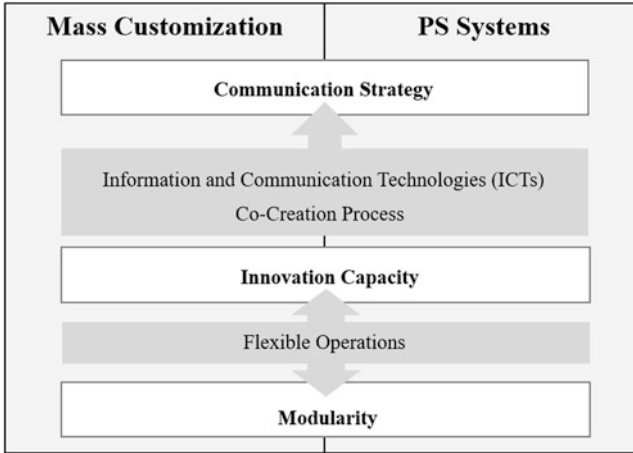 Mass Customization
PS Systems
Communication Strategy
Information and Communication Technologies (ICTs)
Co-Creation Process
Innovation Capacity
Flexible Operations
Modularity